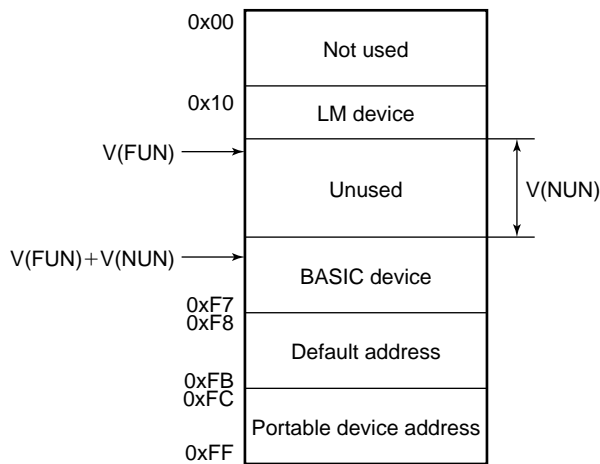 0x00
Not used
0x10
LM device
V(FUN)
Unused
V(NUN)
V(FUN)+V(NUN)
BASIC device
0xF7
0xF8
Default address
0xFB
0xFC
Portable device address
0xFF